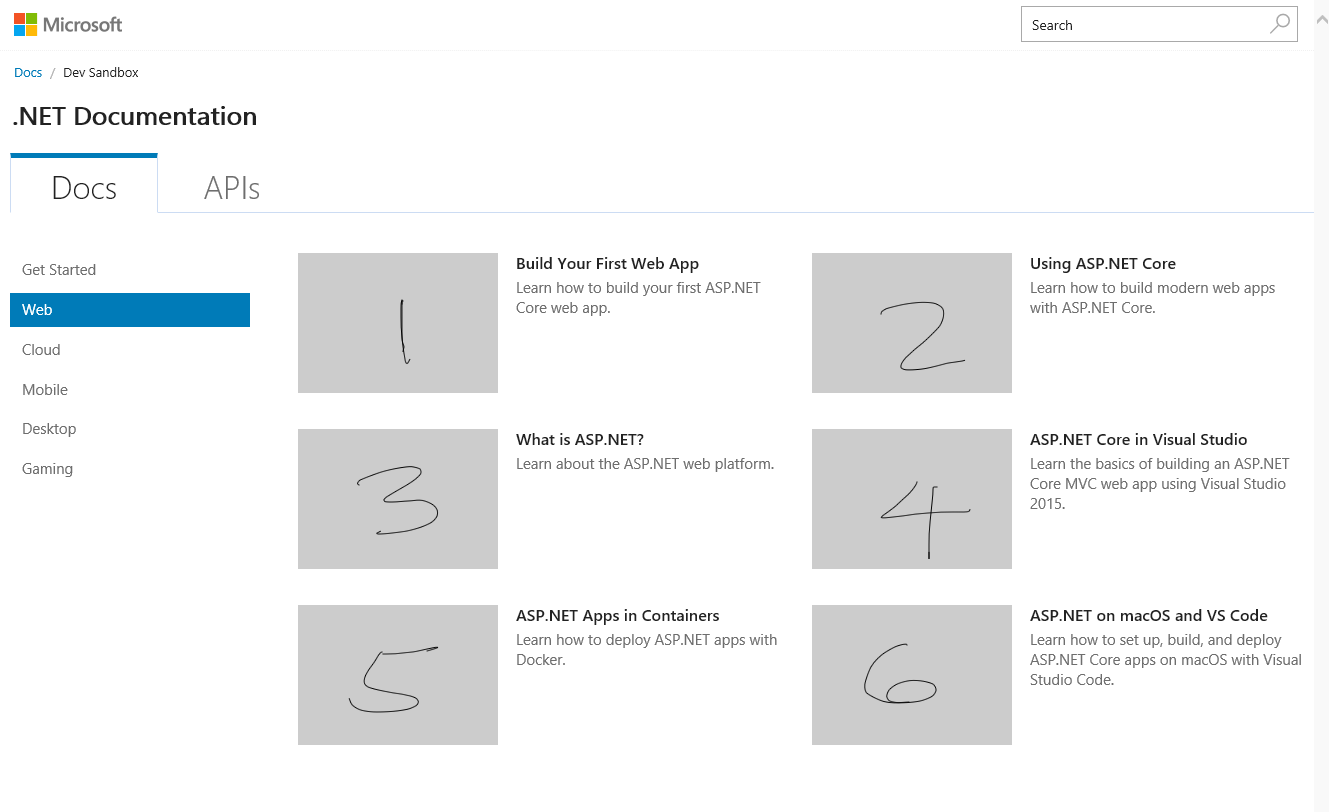 Microsoft
Search
Docs / Dev Sandbox
.NET Documentation
Docs
APIs
Get Started
Web
Cloud
Mobile
Desktop
Gaming
1
Build Your First Web App
Learn how to build your first ASP.NET
Core web app.
2
Using ASP.NET Core
Learn how to build modern web apps
with ASP.NET Core.
3
What is ASP.NET?
Learn about the ASP.NET web platform.
4
ASP.NET Core in Visual Studio
Learn the basics of building an ASP.NET
Core MVC web app using Visual Studio
2015.
5
ASP.NET Apps in Containers
Learn how to deploy ASP.NET apps with
Docker.
6
ASP.NET on macOS and VS Code
Learn how to set up, build, and deploy
ASP.NET Core apps on macOS with Visual
Studio Code.